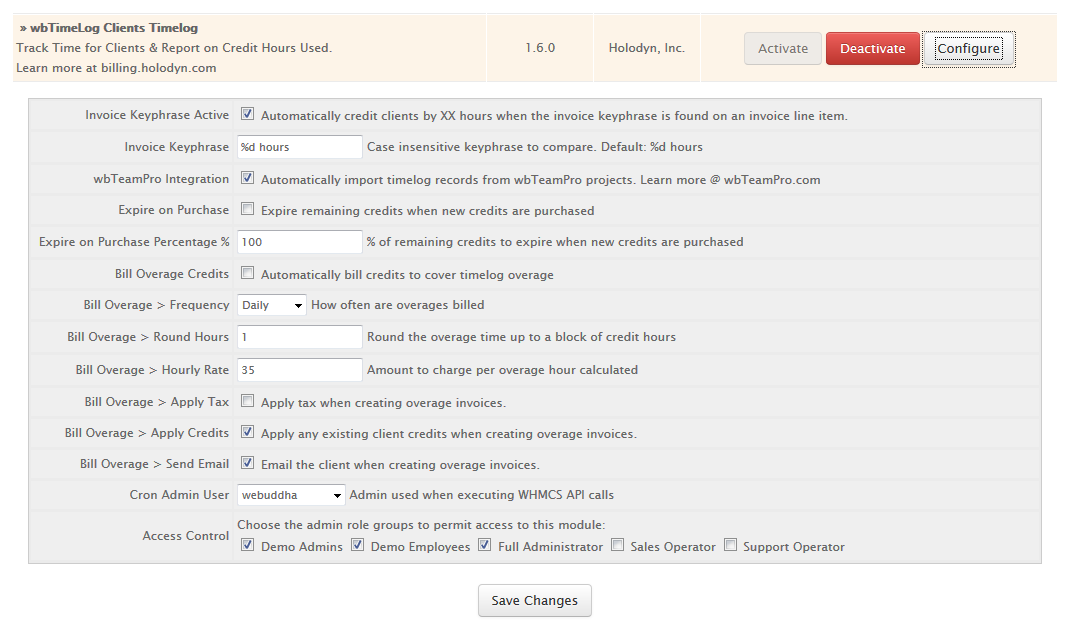 » wbTimeLog Clients Timelog
Track Time for Clients & Report on Credit Hours Used. 1.6.0 Holodyn, Inc. Activate Deactivate Configure
Learn more at billing.holodyn.com
Invoice Keyphrase Active Automatically credit clients by XX hours when the invoice keyphrase is found on an invoice line item.
Invoice Keyphrase %d hours Case insensitive keyphrase to compare. Default: %d hours
wbTeamPro Integration Automatically import timelog records from wbTeamPro projects. Learn more @ wbTeamPro.com
Expire on Purchase Expire remaining credits when new credits are purchased
Expire on Purchase Percentage % 100 % of remaining credits to expire when new credits are purchased
Bill Overage Credits Automatically bill credits to cover timelog overage
Bill Overage > Frequency Daily How often are overages billed
Bill Overage > Round Hours 1 Round the overage time up to a block of credit hours
Bill Overage > Hourly Rate 35 Amount to charge per overage hour calculated
Bill Overage > Apply Tax Apply tax when creating overage invoices.
Bill Overage > Apply Credits Apply any existing client credits when creating overage invoices.
Bill Overage > Send Email Email the client when creating overage invoices.
Cron Admin User webuddha Admin used when executing WHMCS API calls
Access Control Choose the admin role groups to permit access to this module:
Demo Admins Demo Employees Full Administrator Sales Operator Support Operator
Save Changes